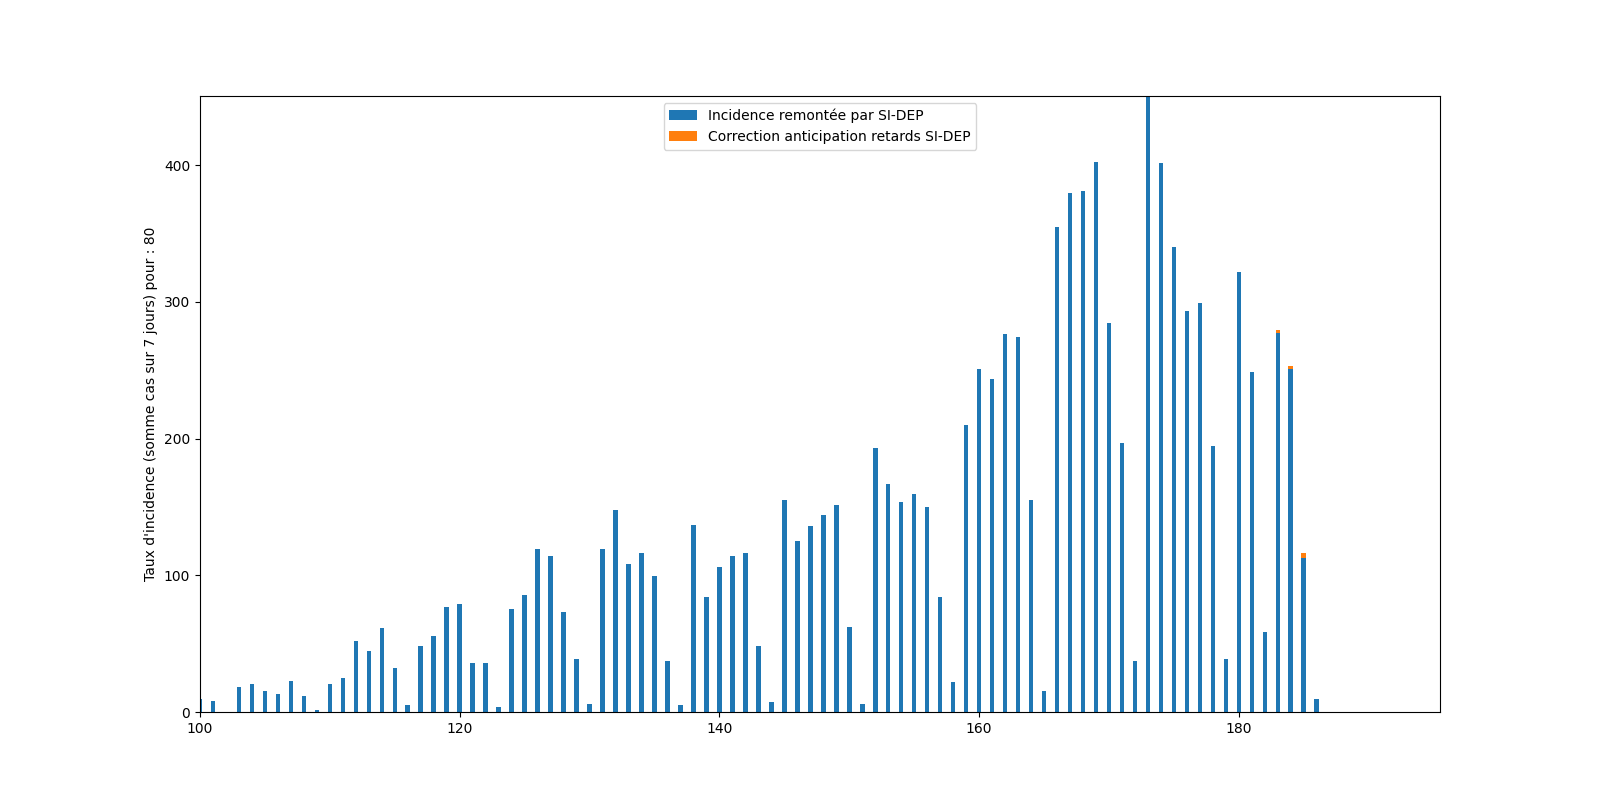 Incidence remontée par SI-DEP
Correction anticipation retards SI-DEP
Taux d'incidence (somme cas sur 7 jours) pour : 80
400
300
200
100
0
100 120 140 160 180